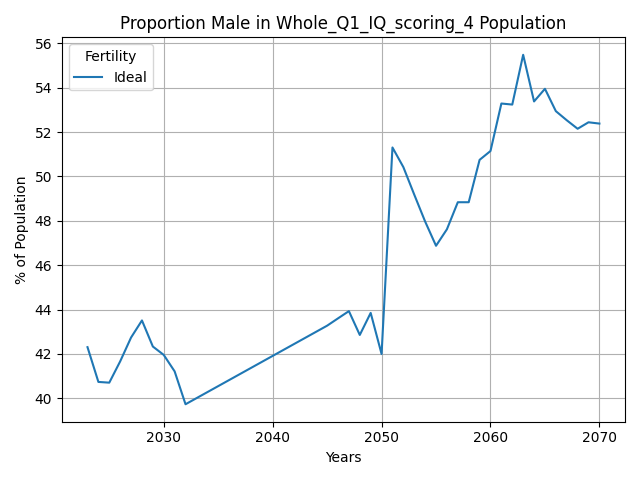 Proportion Male in Whole_Q1_IQ_scoring_4 Population
Fertility
Ideal
% of Population
56
54
52
50
48
46
44
42
40
2030 2040 2050 2060 2070
Years